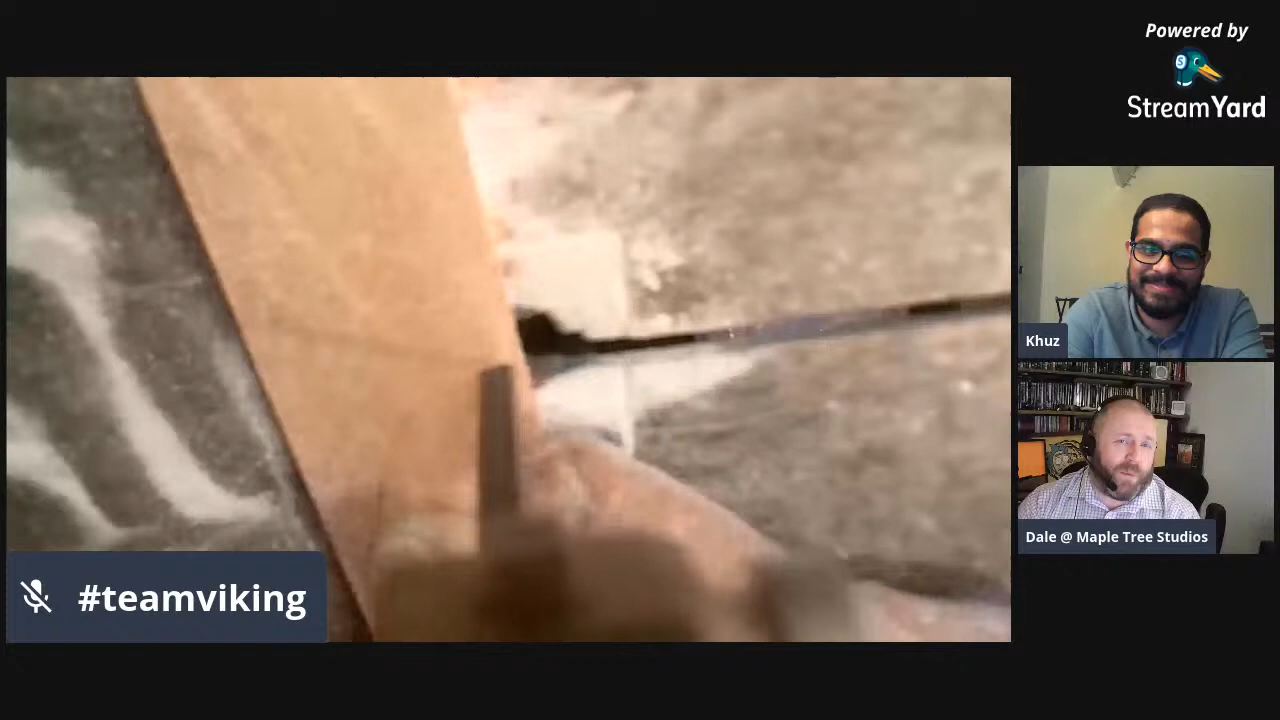 Powered by
StreamYard
Khuz
Dale @ Maple Tree Studios
#teamviking